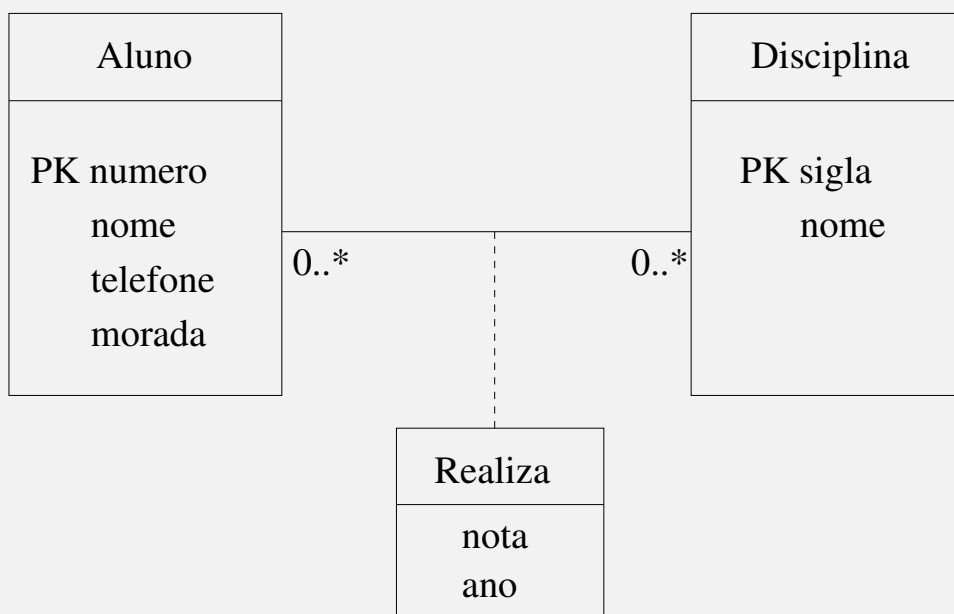 Aluno
PK numero
nome
telefone
morada
0..*
0..*
Disciplina
PK sigla
nome
Realiza
nota
ano